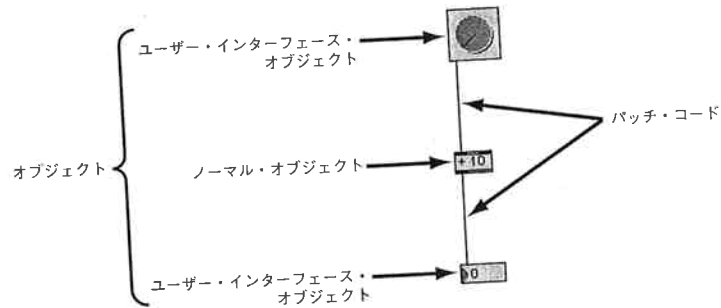 ユーザー・インターフェース・
オブジェクト
パッチ・コード
+ 10
ノーマル・オブジェクト
オブジェクト
ユーザー・インターフェース・
オブジェクト
0